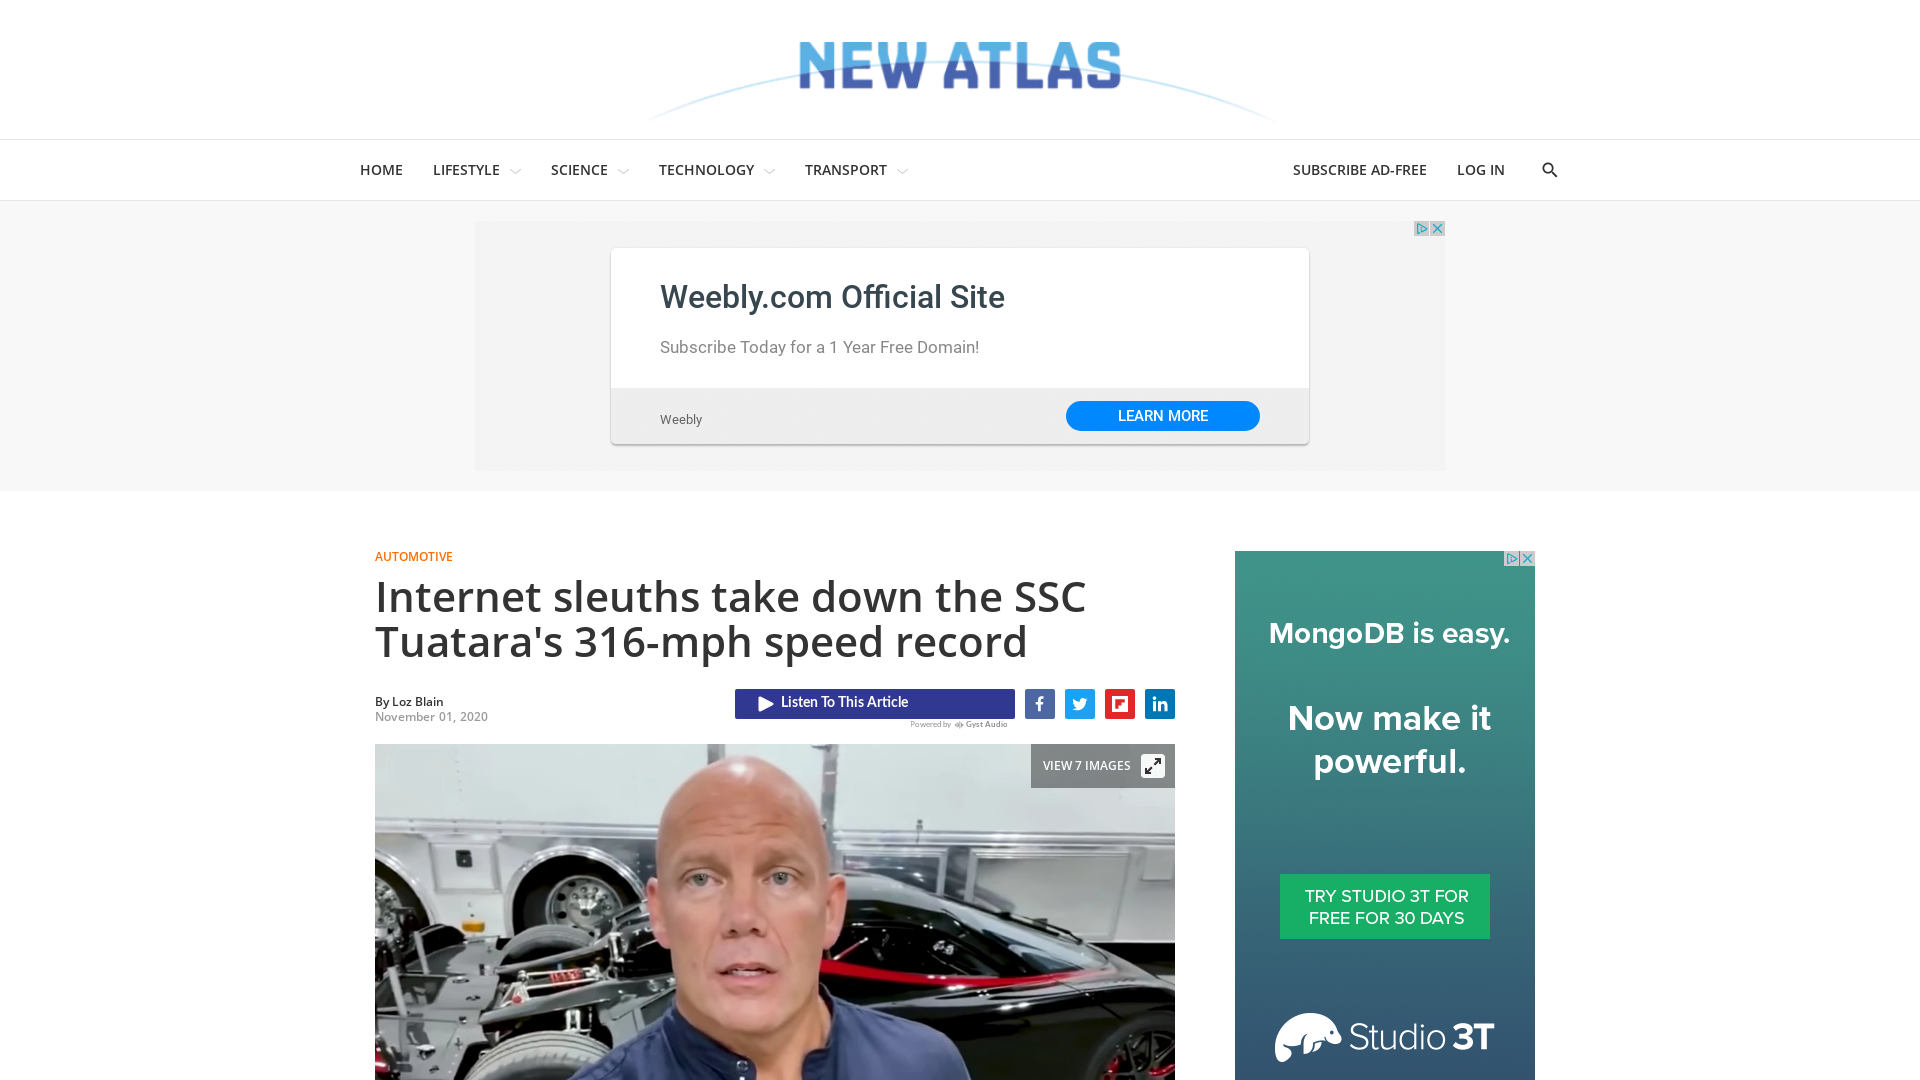 NEW ATLAS
HOME
LIFESTYLE
SCIENCE
TECHNOLOGY
TRANSPORT
SUBSCRIBE AD-FREE
LOG IN
Weebly.com Official Site
Subscribe Today for a 1 Year Free Domain!
Weebly
LEARN MORE
AUTOMOTIVE
Internet sleuths take down the SSC
Tuatara's 316-mph speed record
By Loz Blain
November 01, 2020
Listen To This Article
Powered by Gyst Audio
VIEW 7 IMAGES
MongoDB is easy.
Now make it
powerful.
TRY STUDIO 3T FOR
FREE FOR 30 DAYS
Studio 3T